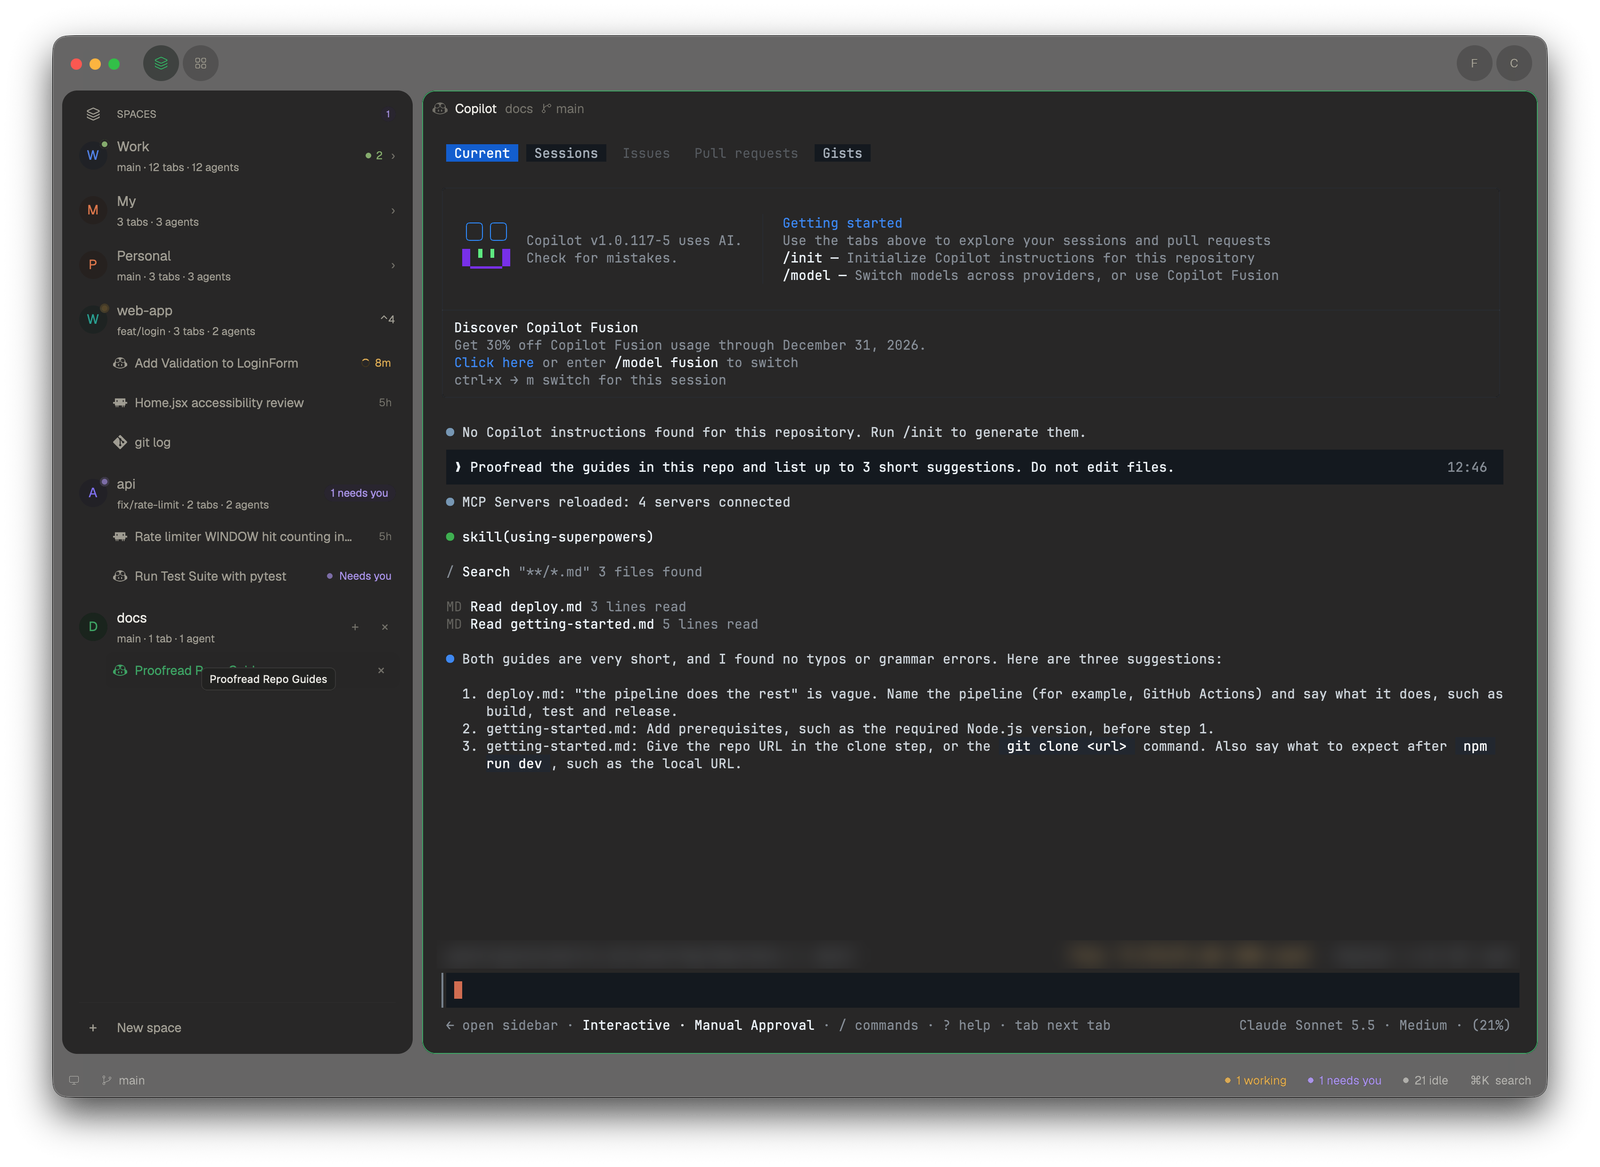 F C
SPACES 1
W Work 2 ›
main · 12 tabs · 12 agents
M My ›
3 tabs · 3 agents
P Personal ›
main · 3 tabs · 3 agents
W web-app ^4
feat/login · 3 tabs · 2 agents
Add Validation to LoginForm 8m
Home.jsx accessibility review 5h
git log
A api 1 needs you
fix/rate-limit · 2 tabs · 2 agents
Rate limiter WINDOW hit counting in... 5h
Run Test Suite with pytest Needs you
D docs + ×
main · 1 tab · 1 agent
Proofread ×
Proofread Repo Guides
+ New space
Copilot docs main
Current Sessions Issues Pull requests Gists
Copilot v1.0.117-5 uses AI.
Check for mistakes.
Getting started
Use the tabs above to explore your sessions and pull requests
/init — Initialize Copilot instructions for this repository
/model — Switch models across providers, or use Copilot Fusion
Discover Copilot Fusion
Get 30% off Copilot Fusion usage through December 31, 2026.
Click here or enter /model fusion to switch
ctrl+x → m switch for this session
● No Copilot instructions found for this repository. Run /init to generate them.
❯ Proofread the guides in this repo and list up to 3 short suggestions. Do not edit files. 12:46
● MCP Servers reloaded: 4 servers connected
● skill(using-superpowers)
/ Search "**/*.md" 3 files found
MD Read deploy.md 3 lines read
MD Read getting-started.md 5 lines read
● Both guides are very short, and I found no typos or grammar errors. Here are three suggestions:
1. deploy.md: "the pipeline does the rest" is vague. Name the pipeline (for example, GitHub Actions) and say what it does, such as
build, test and release.
2. getting-started.md: Add prerequisites, such as the required Node.js version, before step 1.
3. getting-started.md: Give the repo URL in the clone step, or the git clone <url> command. Also say what to expect after npm
run dev , such as the local URL.
← open sidebar · Interactive · Manual Approval · / commands · ? help · tab next tab Claude Sonnet 5.5 · Medium · (21%)
main 1 working 1 needs you 21 idle ⌘K search